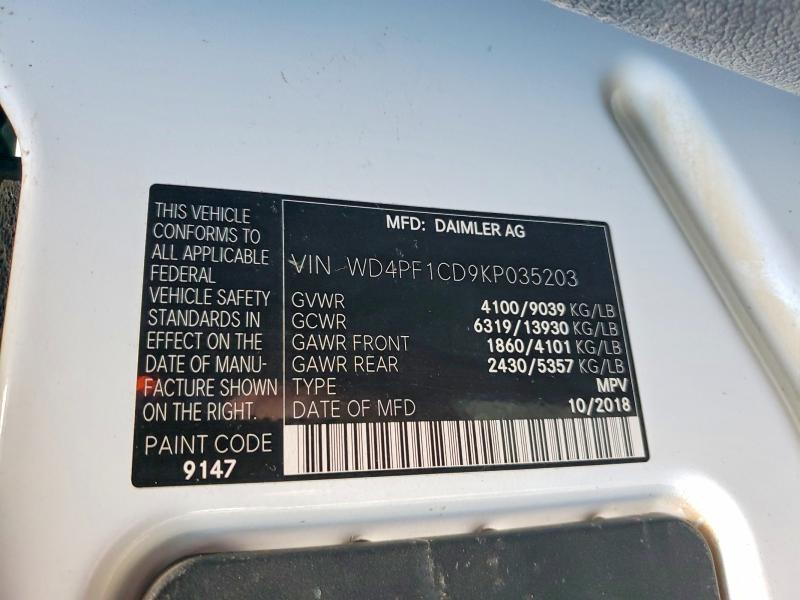 THIS VEHICLE
CONFORMS TO
ALL APPLICABLE
FEDERAL
VEHICLE SAFETY
STANDARDS IN
EFFECT ON THE
DATE OF MANU-
FACTURE SHOWN
ON THE RIGHT.
PAINT CODE
9147
MFD: DAIMLER AG
VIN WD4PF1CD9KP035203
GVWR 4100/9039 KG/LB
GCWR 6319/13930 KG/LB
GAWR FRONT 1860/4101 KG/LB
GAWR REAR 2430/5357 KG/LB
TYPE MPV
DATE OF MFD 10/2018